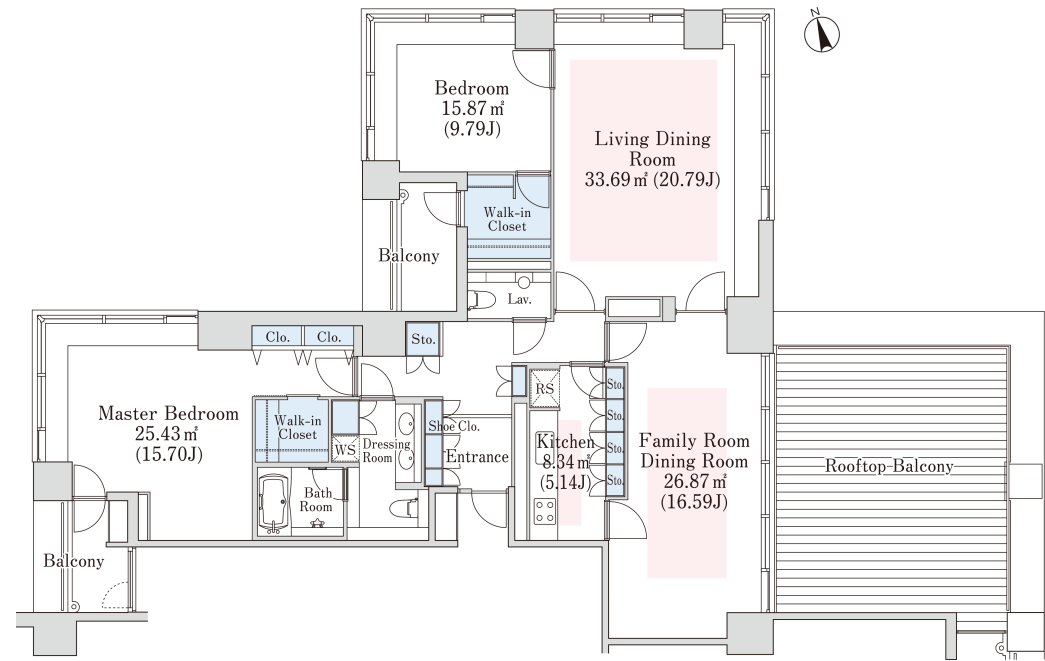 N
Bedroom
15.87㎡
(9.79J)
Living Dining
Room
33.69㎡ (20.79J)
Walk-in
Closet
Balcony
Lav.
Clo.
Clo.
Sto.
Master Bedroom
25.43㎡
(15.70J)
Walk-in
Closet
WS
Dressing
Room
Shoe Clo.
Entrance
Bath
Room
RS
Kitchen
8.34㎡
(5.14J)
Sto.
Sto.
Sto.
Sto.
Family Room
Dining Room
26.87㎡
(16.59J)
Rooftop Balcony
Balcony